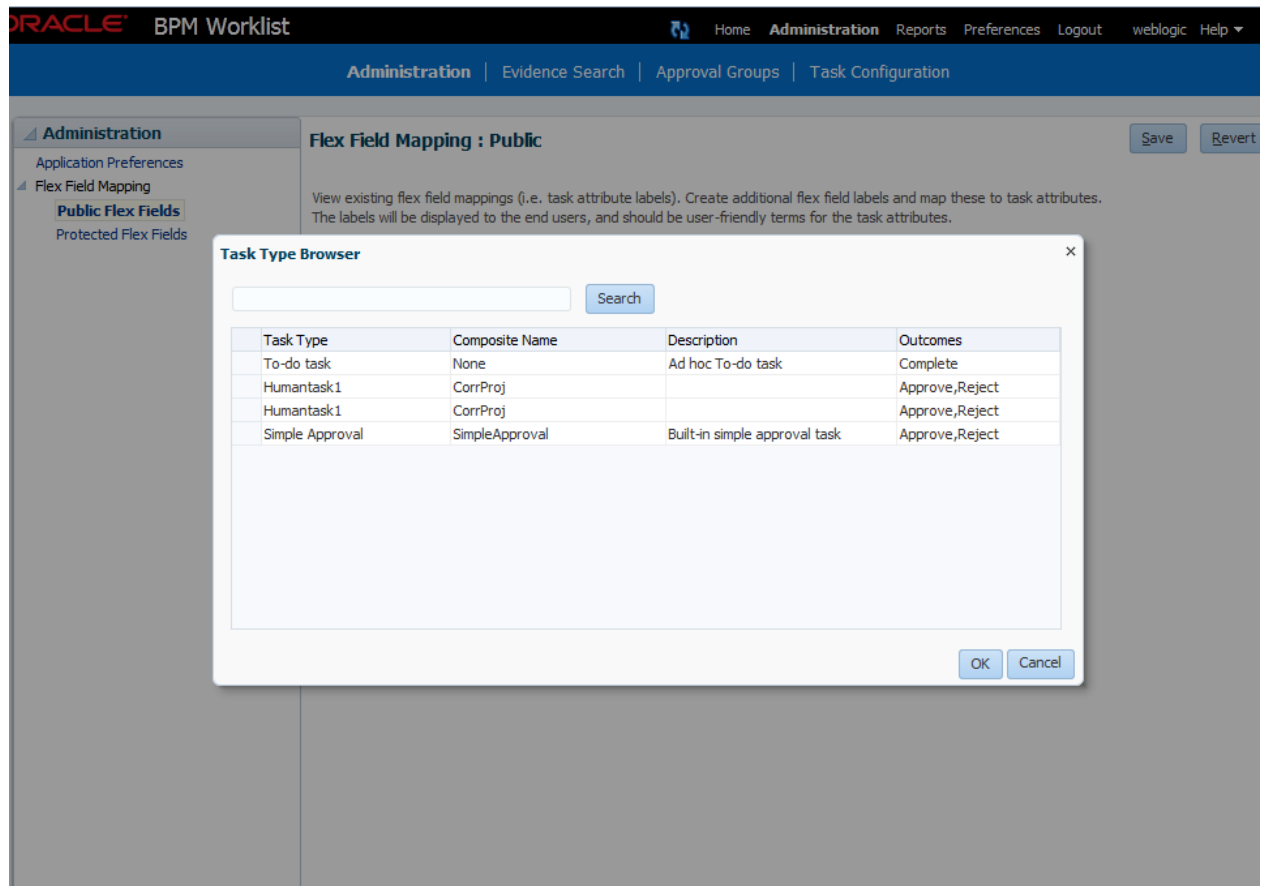 ORACLE BPM Worklist Home Administration Reports Preferences Logout weblogic Help
Administration | Evidence Search | Approval Groups | Task Configuration
Administration
Application Preferences
Flex Field Mapping
Public Flex Fields
Protected Flex Fields
Flex Field Mapping : Public Save Revert
View existing flex field mappings (i.e. task attribute labels). Create additional flex field labels and map these to task attributes.
The labels will be displayed to the end users, and should be user-friendly terms for the task attributes.
Task Type Browser
Search
Task Type Composite Name Description Outcomes
To-do task None Ad hoc To-do task Complete
Humantask1 CorrProj Approve,Reject
Humantask1 CorrProj Approve,Reject
Simple Approval SimpleApproval Built-in simple approval task Approve,Reject
OK Cancel